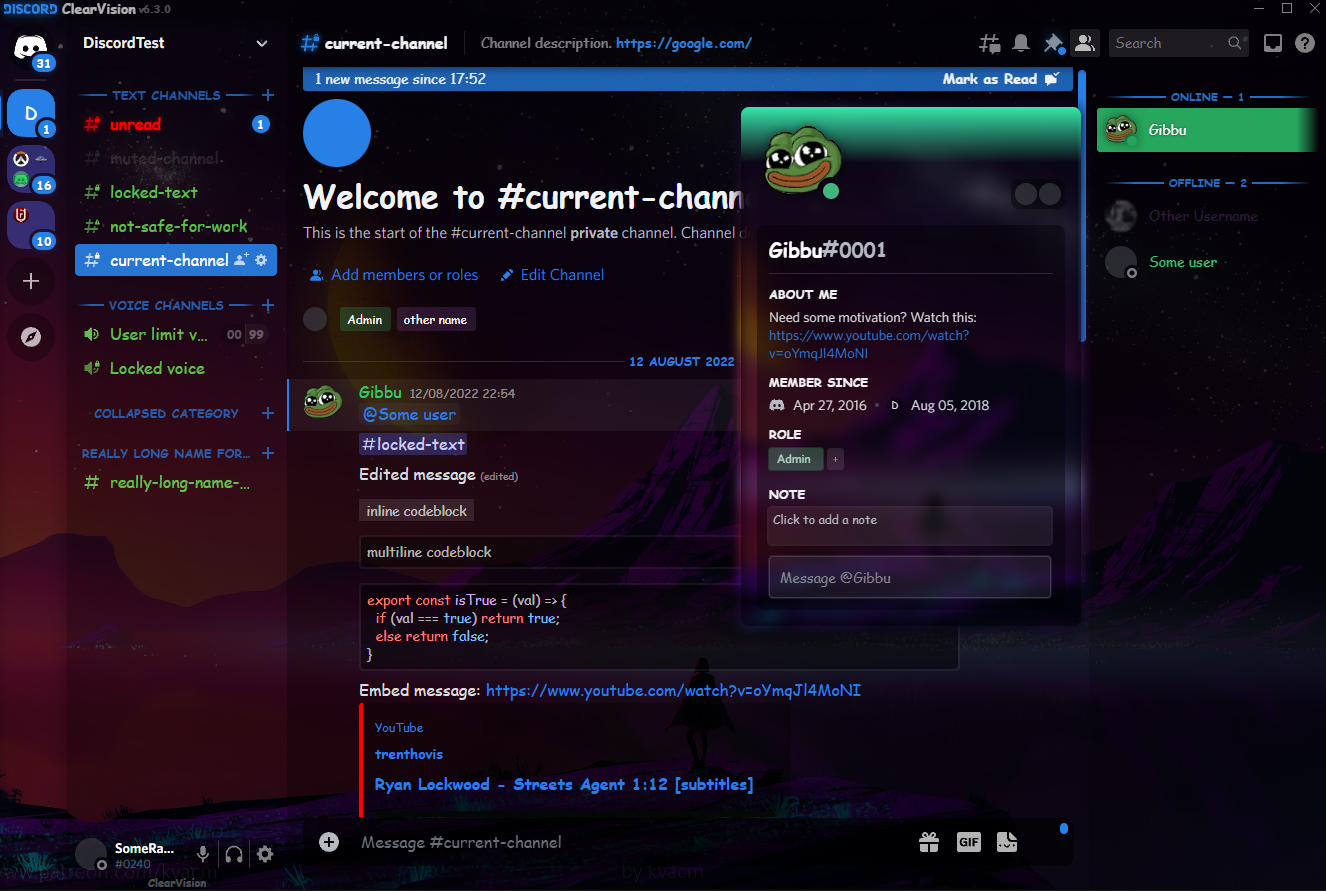 DISCORD ClearVision v6.3.0
31
D
1
16
10
DiscordTest
TEXT CHANNELS
unread
1
muted-channel
locked-text
not-safe-for-work
current-channel
VOICE CHANNELS
User limit v... 00 99
Locked voice
COLLAPSED CATEGORY
REALLY LONG NAME FOR...
really-long-name-...
SomeRa...
#0240
ClearVision
current-channel
Channel description. https://google.com/
Search
1 new message since 17:52
Mark as Read
Welcome to #current-chann
This is the start of the #current-channel private channel. Channel d
Add members or roles
Edit Channel
Admin
other name
12 AUGUST 2022
Gibbu 12/08/2022 22:54
@Some user
#locked-text
Edited message (edited)
inline codeblock
multiline codeblock
export const isTrue = (val) => {
if (val === true) return true;
else return false;
}
Embed message: https://www.youtube.com/watch?v=oYmqJl4MoNI
YouTube
trenthovis
Ryan Lockwood - Streets Agent 1:12 [subtitles]
Message #current-channel
GIF
Gibbu#0001
ABOUT ME
Need some motivation? Watch this:
https://www.youtube.com/watch?
v=oYmqJl4MoNI
MEMBER SINCE
Apr 27, 2016 • D Aug 05, 2018
ROLE
Admin +
NOTE
Click to add a note
Message @Gibbu
ONLINE — 1
Gibbu
OFFLINE — 2
Other Username
Some user
www.patreon.com/kvacm
by kvacm